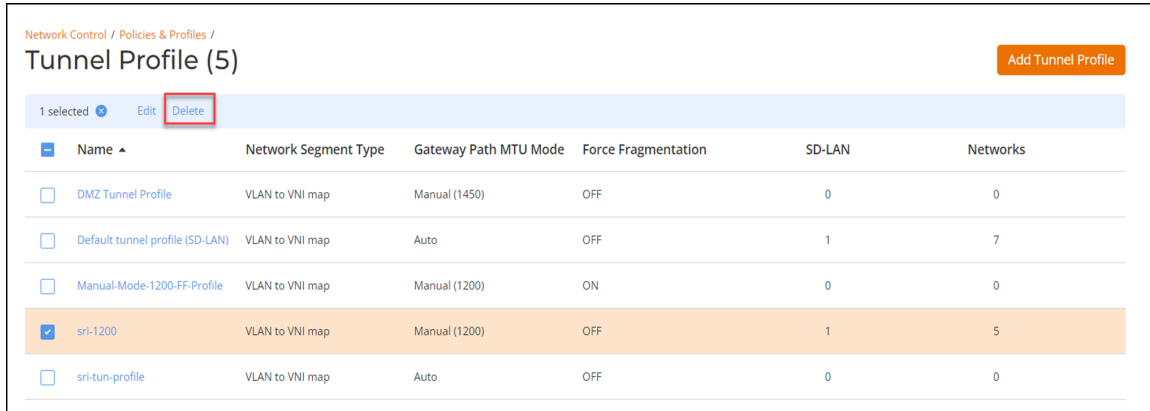 Network Control / Policies & Profiles /
Tunnel Profile (5)
Add Tunnel Profile
1 selected Edit Delete
Name Network Segment Type Gateway Path MTU Mode Force Fragmentation SD-LAN Networks
DMZ Tunnel Profile VLAN to VNI map Manual (1450) OFF 0 0
Default tunnel profile (SD-LAN) VLAN to VNI map Auto OFF 1 7
Manual-Mode-1200-FF-Profile VLAN to VNI map Manual (1200) ON 0 0
sri-1200 VLAN to VNI map Manual (1200) OFF 1 5
sri-tun-profile VLAN to VNI map Auto OFF 0 0